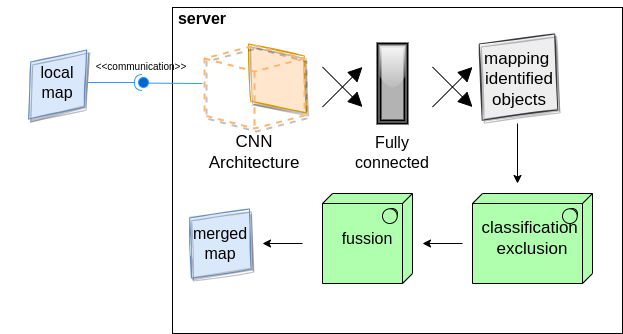 server
<<communication>>
local
map
CNN
Architecture
Fully
connected
mapping
identified
objects
merged
map
fussion
classification
exclusion